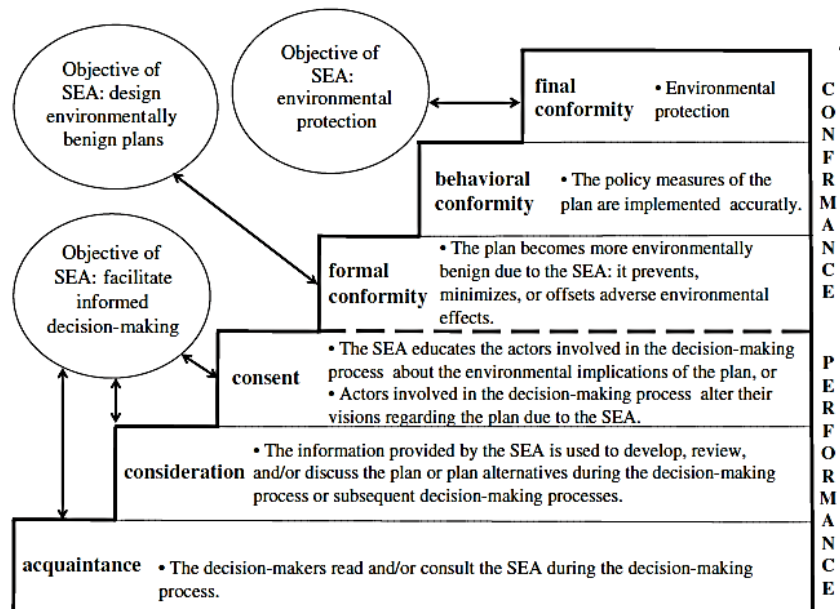 Objective of
SEA: design
environmentally
benign plans
Objective of
SEA:
environmental
protection
final
conformity
• Environmental
protection
behavioral
conformity
• The policy measures of the
plan are implemented accuratly.
Objective of
SEA: facilitate
informed
decision-making
formal
conformity
• The plan becomes more environmentally
benign due to the SEA: it prevents,
minimizes, or offsets adverse environmental
effects.
consent
• The SEA educates the actors involved in the decision-making
process about the environmental implications of the plan, or
• Actors involved in the decision-making process alter their
visions regarding the plan due to the SEA.
consideration
• The information provided by the SEA is used to develop, review,
and/or discuss the plan or plan alternatives during the decision-making
process or subsequent decision-making processes.
acquaintance
• The decision-makers read and/or consult the SEA during the decision-making
process.
CONFRMANCE
PERFORMANCE